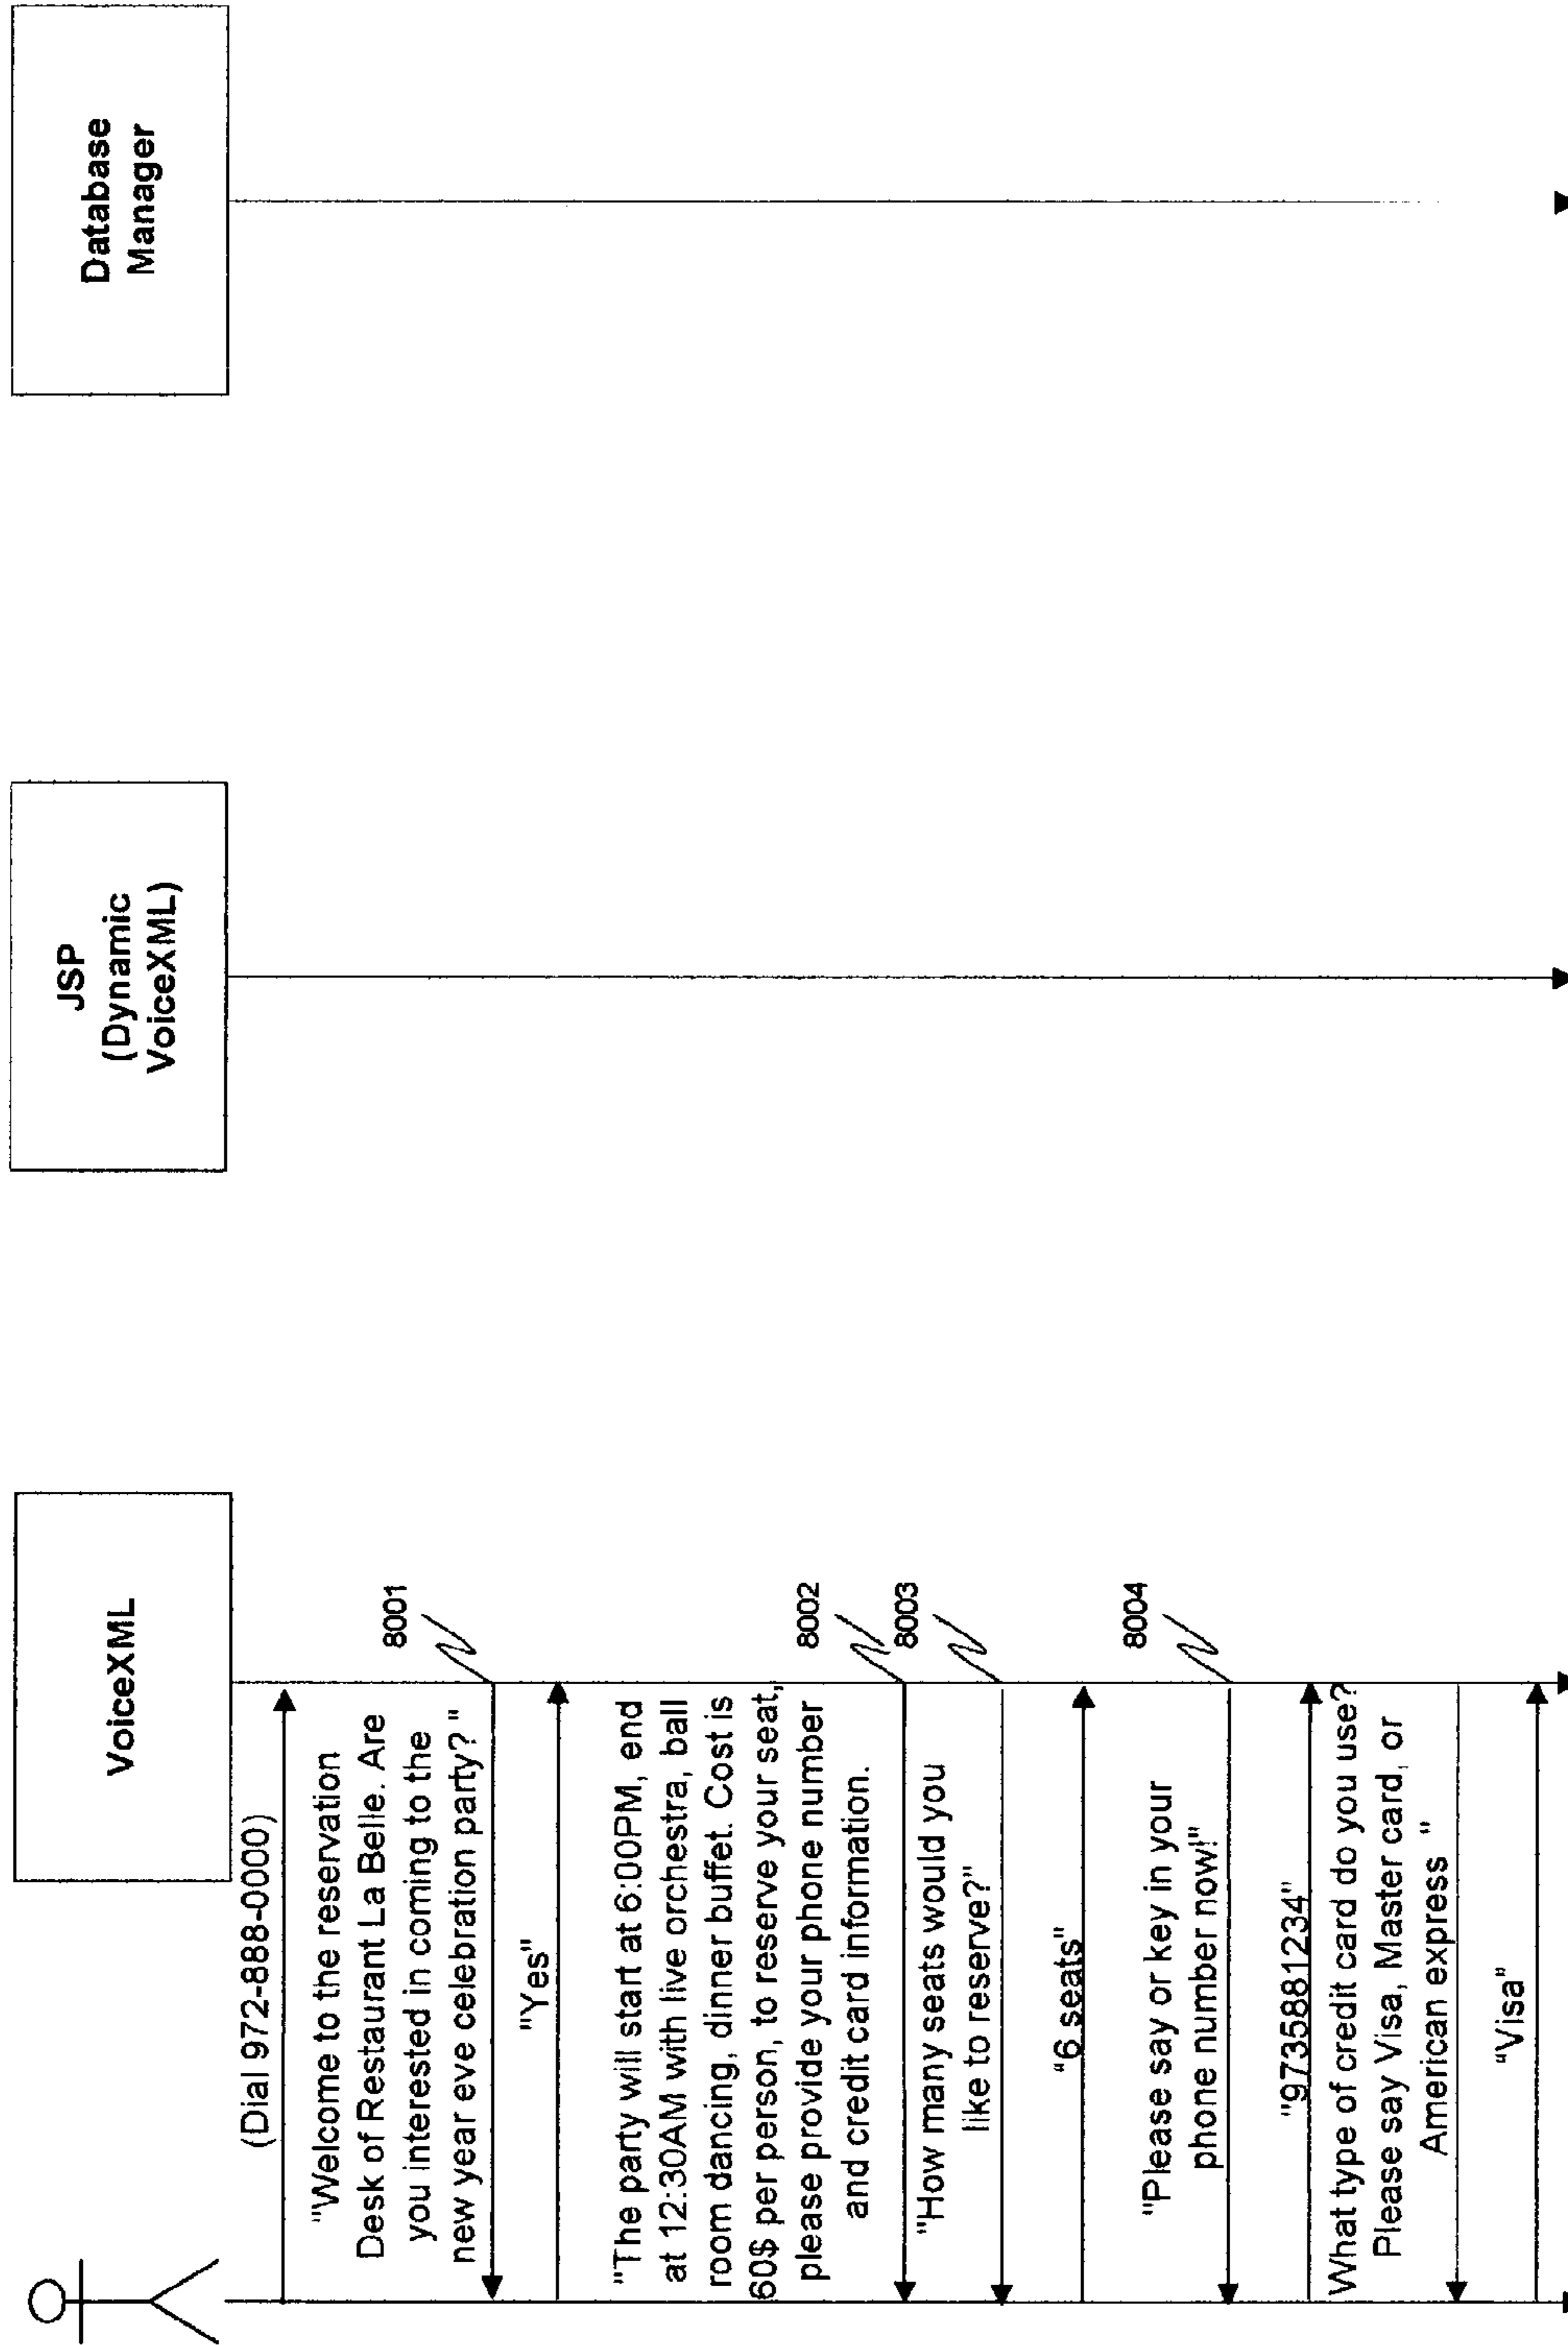 VoiceXML
JSP
(Dynamic
VoiceXML)
Database
Manager
(Dial 972-888-0000)
"Welcome to the reservation
Desk of Restaurant La Belle. Are
you interested in coming to the
new year eve celebration party? "
8001
"Yes"
"The party will start at 6:00PM, end
at 12:30AM with live orchestra, ball
room dancing, dinner buffet. Cost is
60$ per person, to reserve your seat,
please provide your phone number
and credit card information.
8002
"How many seats would you
like to reserve?"
8003
"6 seats"
"Please say or key in your
phone number now!"
8004
"9735881234"
What type of credit card do you use?
Please say Visa, Master card, or
American express "
"Visa"